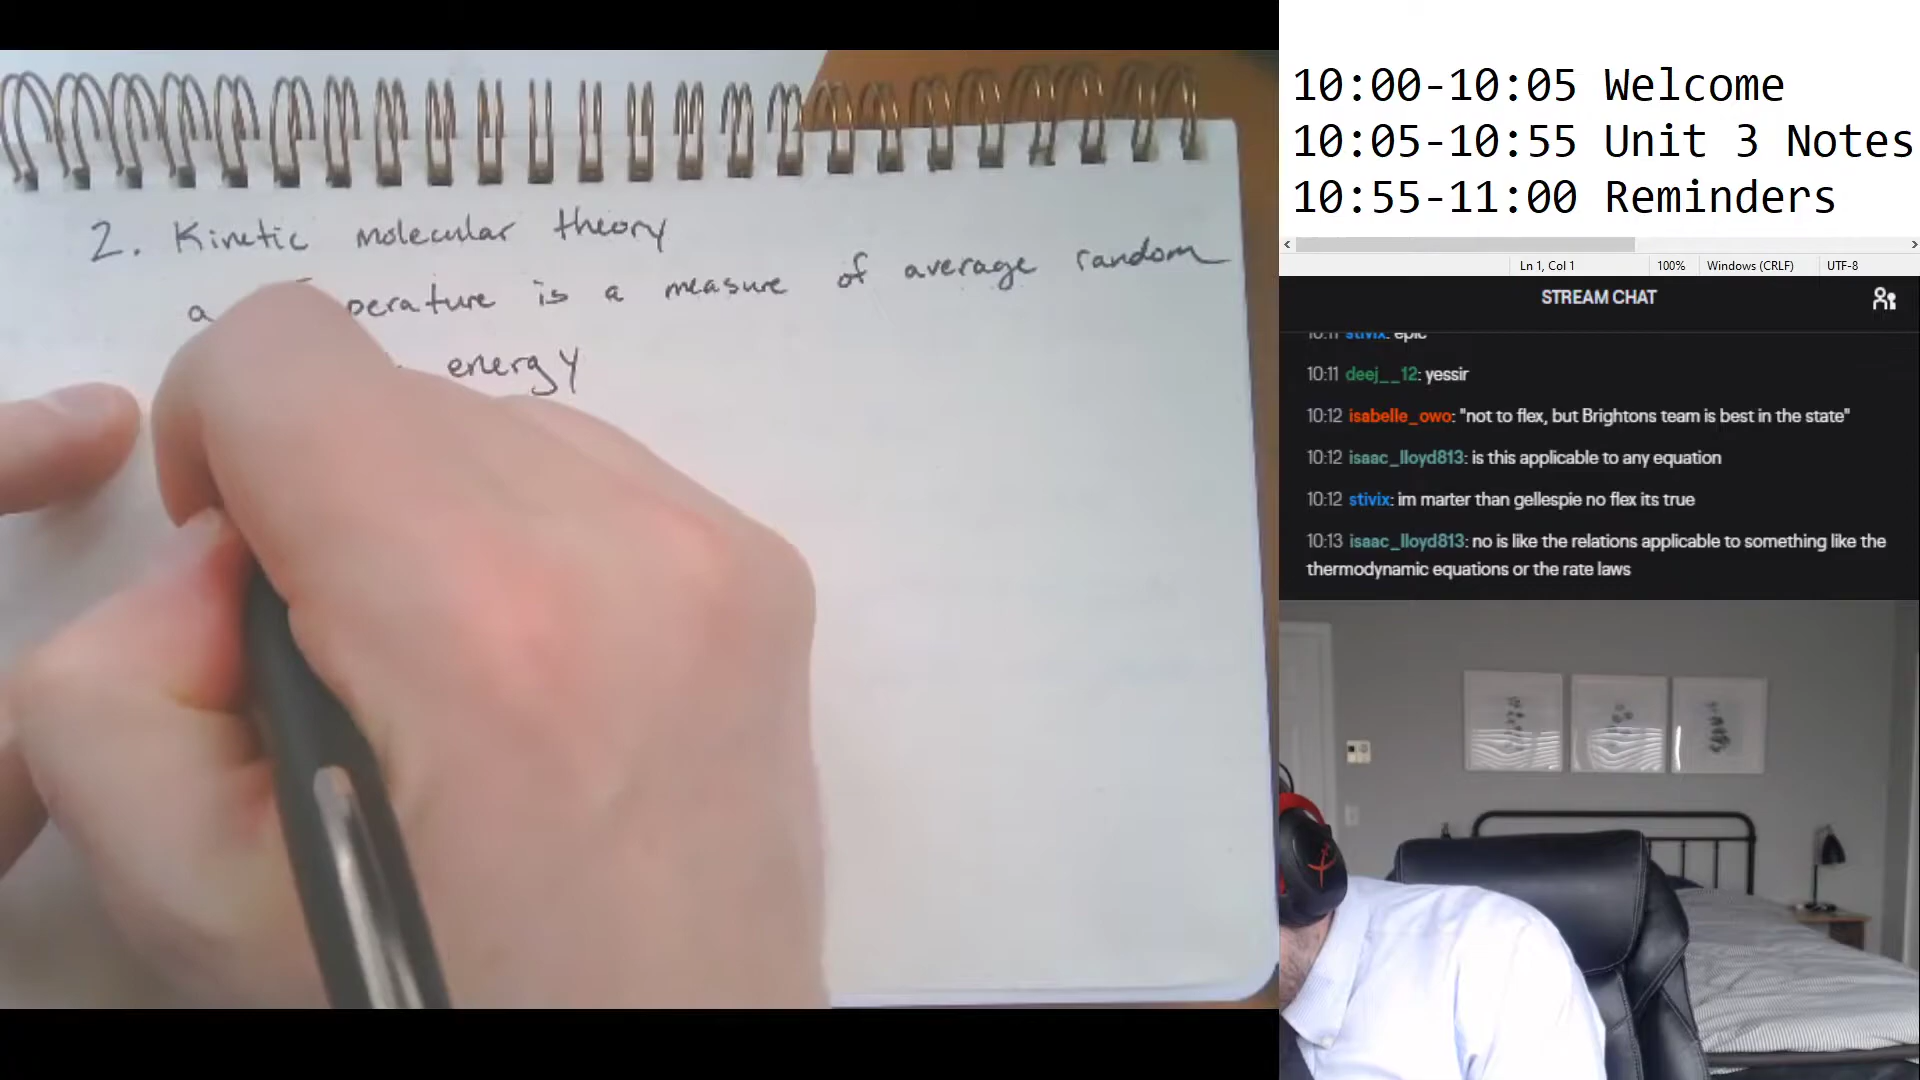 2. Kinetic molecular theory
a perature is a measure of average random
energy
10:00-10:05 Welcome
10:05-10:55 Unit 3 Notes
10:55-11:00 Reminders
Ln 1, Col 1 100% Windows (CRLF) UTF-8
STREAM CHAT
10:11 stivix: epic
10:11 deej__12: yessir
10:12 isabelle_owo: "not to flex, but Brightons team is best in the state"
10:12 isaac_lloyd813: is this applicable to any equation
10:12 stivix: im marter than gellespie no flex its true
10:13 isaac_lloyd813: no is like the relations applicable to something like the
thermodynamic equations or the rate laws